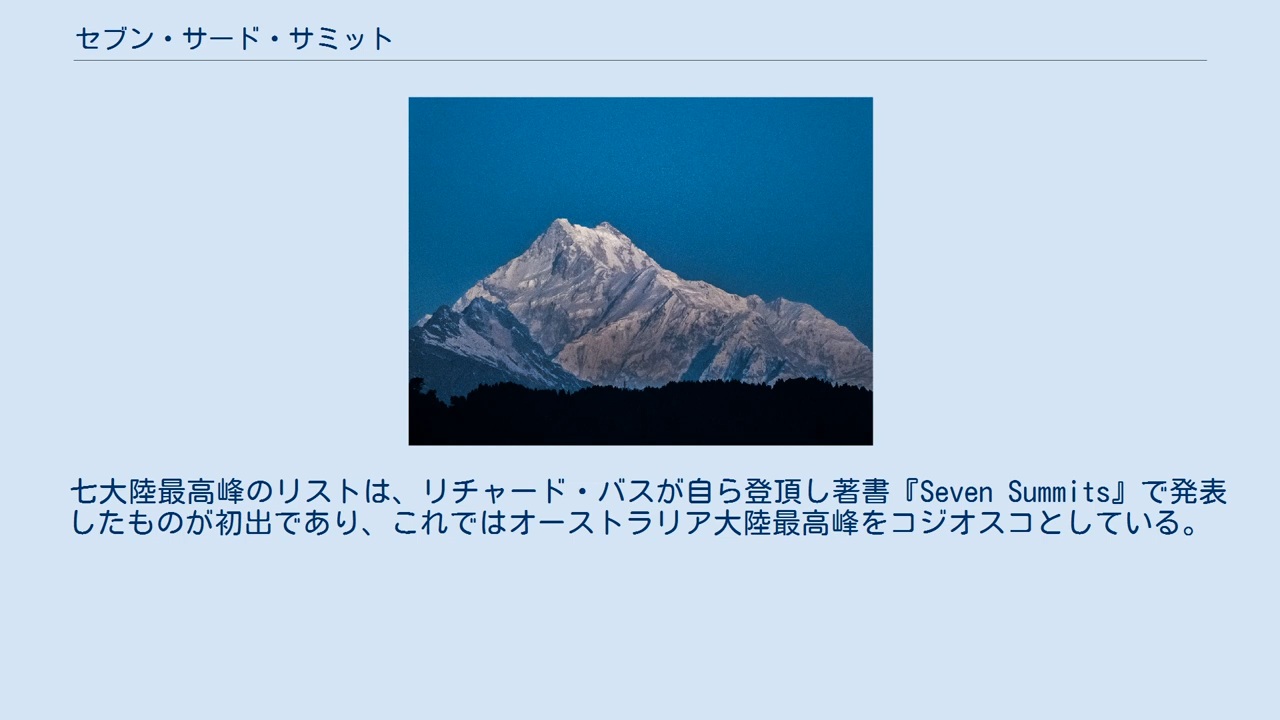 セブン・サード・サミット
七大陸最高峰のリストは、リチャード・バスが自ら登頂し著書『Seven Summits』で発表
したものが初出であり、これではオーストラリア大陸最高峰をコジオスコとしている。